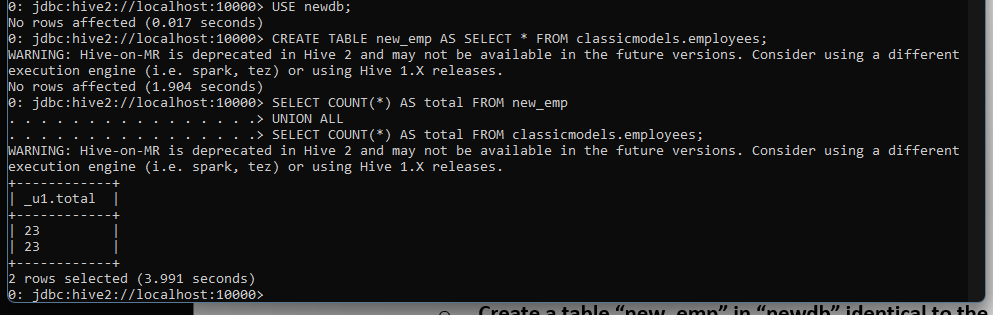 0: jdbc:hive2://localhost:10000> USE newdb;
No rows affected (0.017 seconds)
0: jdbc:hive2://localhost:10000> CREATE TABLE new_emp AS SELECT * FROM classicmodels.employees;
WARNING: Hive-on-MR is deprecated in Hive 2 and may not be available in the future versions. Consider using a different
execution engine (i.e. spark, tez) or using Hive 1.X releases.
No rows affected (1.904 seconds)
0: jdbc:hive2://localhost:10000> SELECT COUNT(*) AS total FROM new_emp
. . . . . . . . . . . . . . . .> UNION ALL
. . . . . . . . . . . . . . . .> SELECT COUNT(*) AS total FROM classicmodels.employees;
WARNING: Hive-on-MR is deprecated in Hive 2 and may not be available in the future versions. Consider using a different
execution engine (i.e. spark, tez) or using Hive 1.X releases.
+------------+
| _u1.total  |
+------------+
| 23         |
| 23         |
+------------+
2 rows selected (3.991 seconds)
0: jdbc:hive2://localhost:10000>
Create a table “new_emp” in “newdb” identical to the